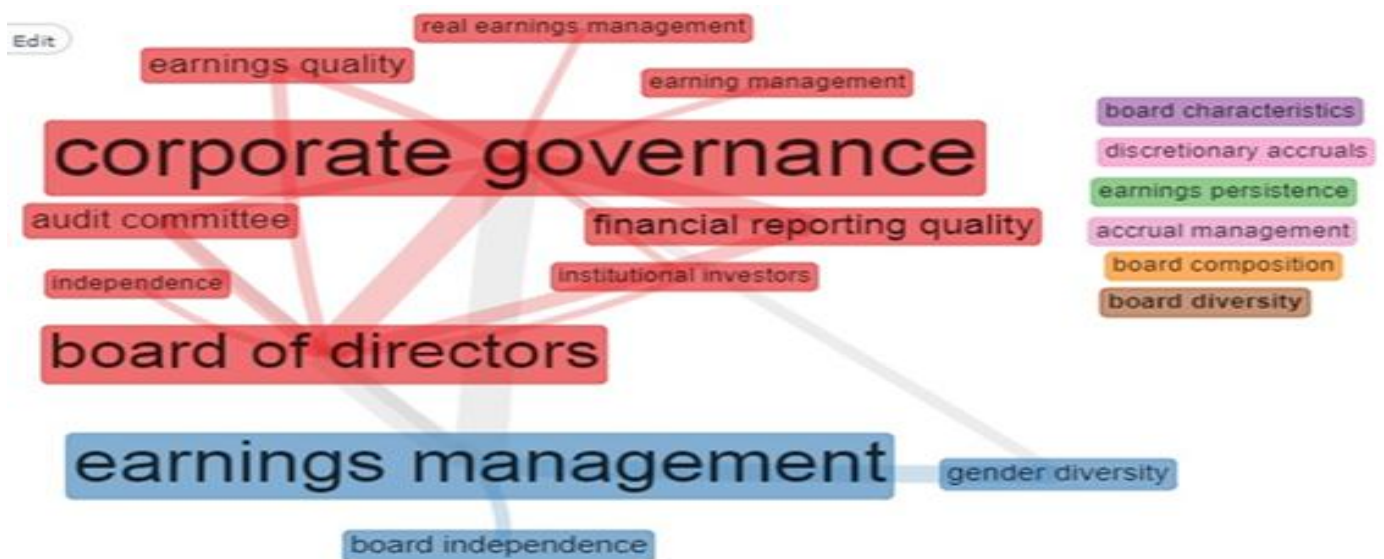 Edit
real earnings management
earnings quality
earning management
corporate governance
audit committee
financial reporting quality
independence
institutional investors
board of directors
earnings management
gender diversity
board independence
board characteristics
discretionary accruals
earnings persistence
accrual management
board composition
board diversity